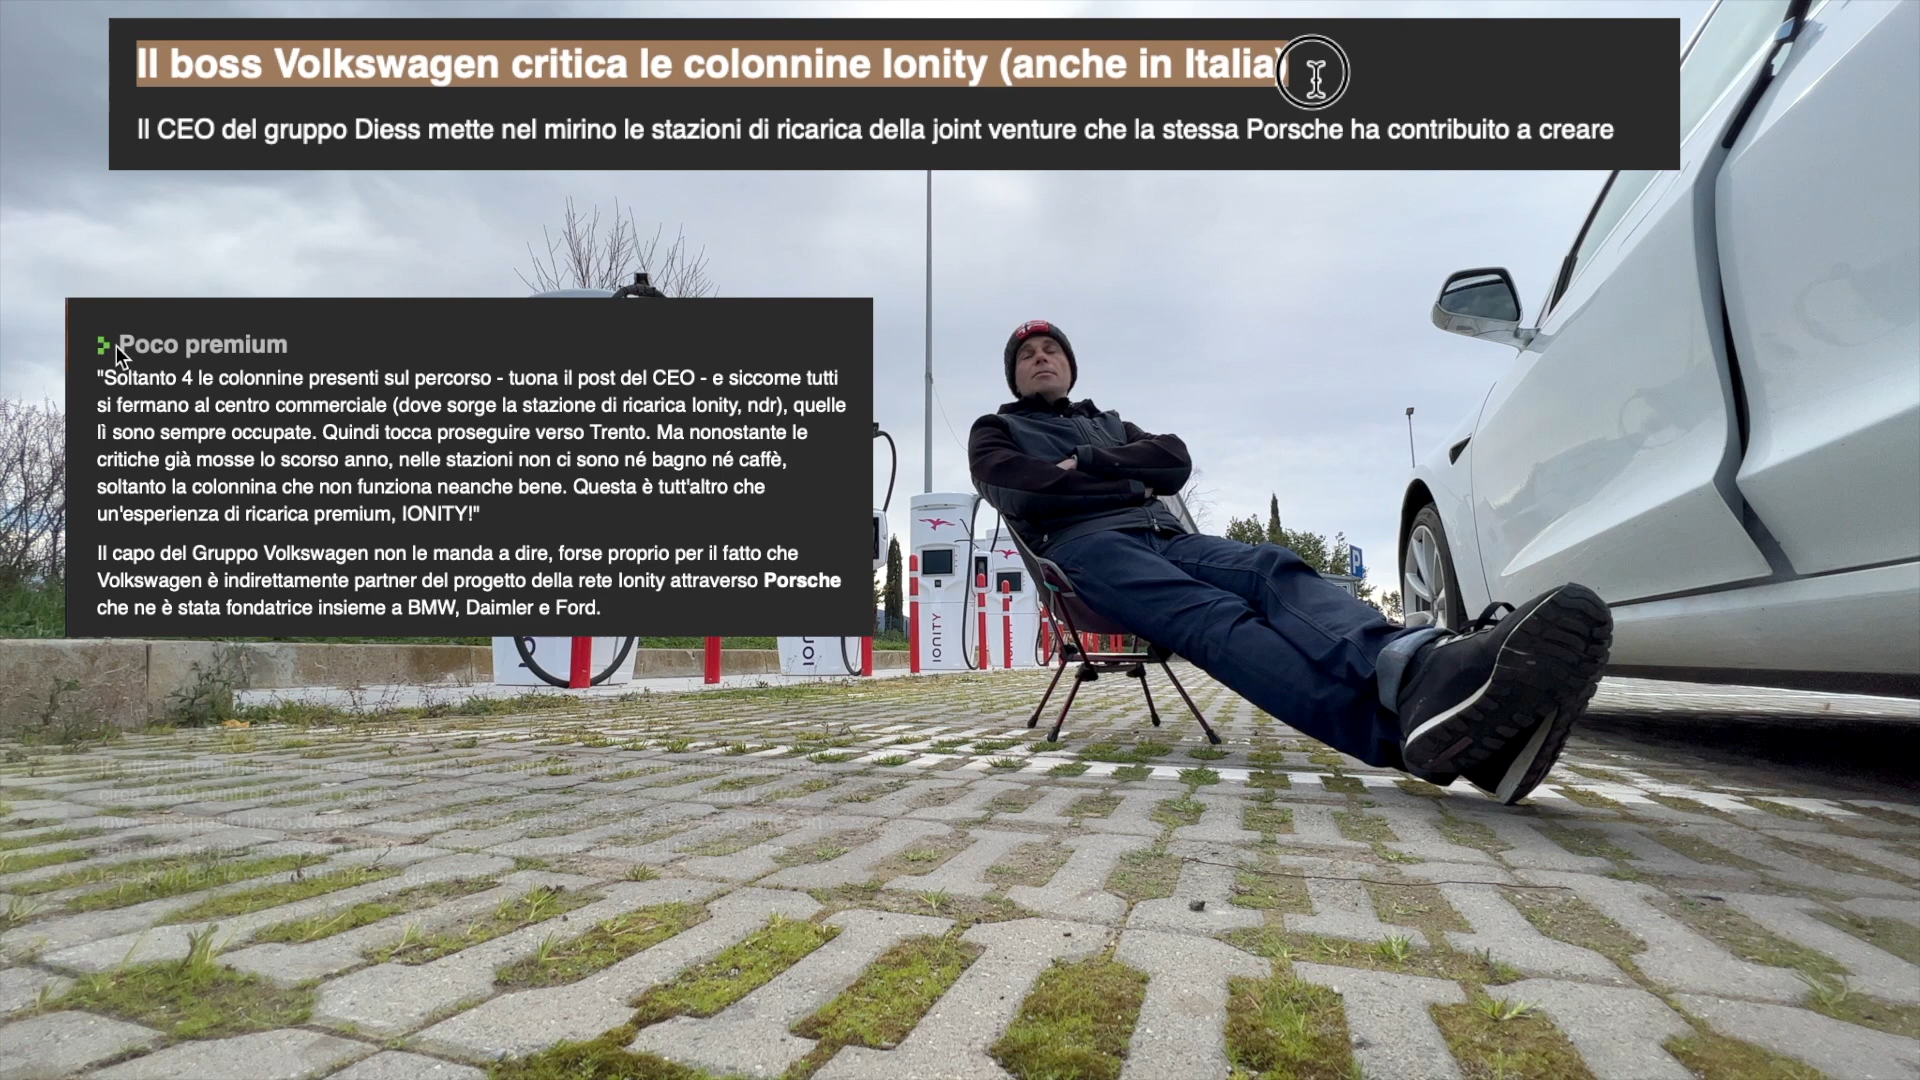 Il boss Volkswagen critica le colonnine Ionity (anche in Italia)
Il CEO del gruppo Diess mette nel mirino le stazioni di ricarica della joint venture che la stessa Porsche ha contribuito a creare
Poco premium
"Soltanto 4 le colonnine presenti sul percorso - tuona il post del CEO - e siccome tutti
si fermano al centro commerciale (dove sorge la stazione di ricarica Ionity, ndr), quelle
lì sono sempre occupate. Quindi tocca proseguire verso Trento. Ma nonostante le
critiche già mosse lo scorso anno, nelle stazioni non ci sono né bagno né caffè,
soltanto la colonnina che non funziona neanche bene. Questa è tutt'altro che
un'esperienza di ricarica premium, IONITY!"
Il capo del Gruppo Volkswagen non le manda a dire, forse proprio per il fatto che
Volkswagen è indirettamente partner del progetto della rete Ionity attraverso Porsche
che ne è stata fondatrice insieme a BMW, Daimler e Ford.
IONITY
P